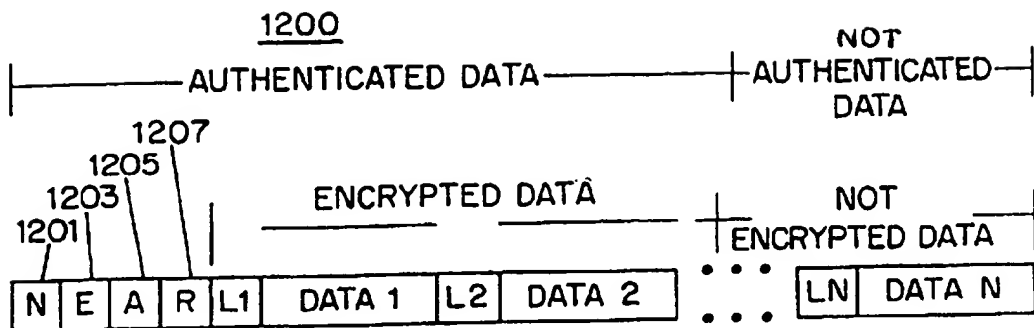 1200
AUTHENTICATED DATA
NOT
AUTHENTICATED
DATA
1207
1205
1203
1201
ENCRYPTED DATA
NOT
ENCRYPTED DATA
N E A R L1 DATA 1 L2 DATA 2 LN DATA N